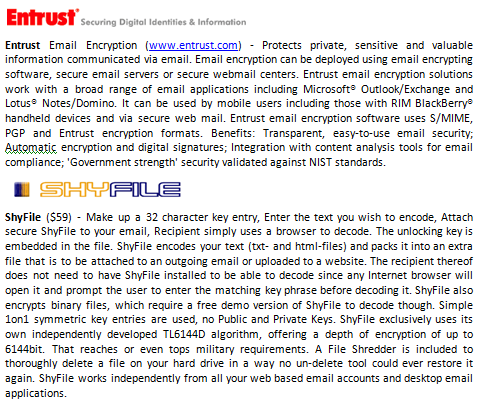 Entrust® Securing Digital Identities & Information
Entrust Email Encryption (www.entrust.com) - Protects private, sensitive and valuable
information communicated via email. Email encryption can be deployed using email encrypting
software, secure email servers or secure webmail centers. Entrust email encryption solutions
work with a broad range of email applications including Microsoft® Outlook/Exchange and
Lotus® Notes/Domino. It can be used by mobile users including those with RIM BlackBerry®
handheld devices and via secure web mail. Entrust email encryption software uses S/MIME,
PGP and Entrust encryption formats. Benefits: Transparent, easy-to-use email security;
Automatic encryption and digital signatures; Integration with content analysis tools for email
compliance; 'Government strength' security validated against NIST standards.
SHYFILE
ShyFile ($59) - Make up a 32 character key entry, Enter the text you wish to encode, Attach
secure ShyFile to your email, Recipient simply uses a browser to decode. The unlocking key is
embedded in the file. ShyFile encodes your text (txt- and html-files) and packs it into an extra
file that is to be attached to an outgoing email or uploaded to a website. The recipient thereof
does not need to have ShyFile installed to be able to decode since any Internet browser will
open it and prompt the user to enter the matching key phrase before decoding it. ShyFile also
encrypts binary files, which require a free demo version of ShyFile to decode though. Simple
1on1 symmetric key entries are used, no Public and Private Keys. ShyFile exclusively uses its
own independently developed TL6144D algorithm, offering a depth of encryption of up to
6144bit. That reaches or even tops military requirements. A File Shredder is included to
thoroughly delete a file on your hard drive in a way no un-delete tool could ever restore it
again. ShyFile works independently from all your web based email accounts and desktop email
applications.